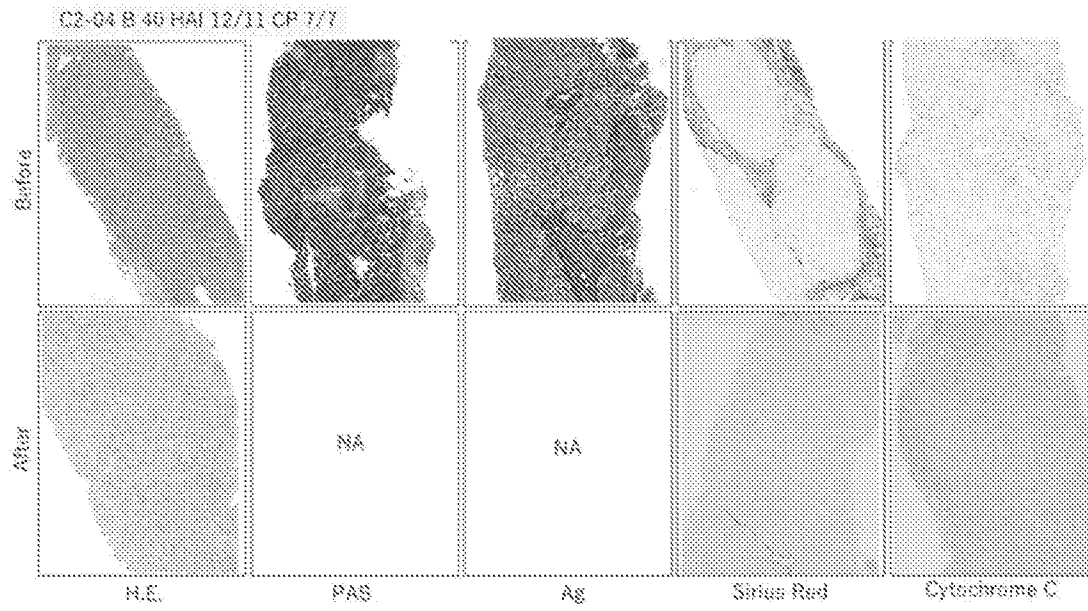 C2-04 B 40 HAI 12/11 CP 7/7
Before
After
NA
NA
H.E.
PAS
Ag
Sirius Red
Cytochrome C